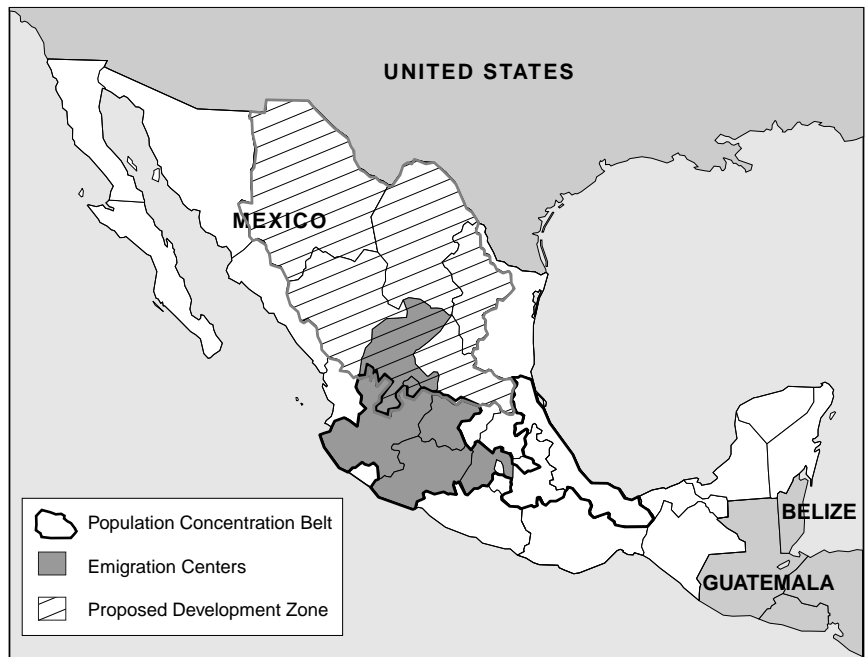 UNITED STATES
MEXICO
Population Concentration Belt
Emigration Centers
Proposed Development Zone
BELIZE
GUATEMALA